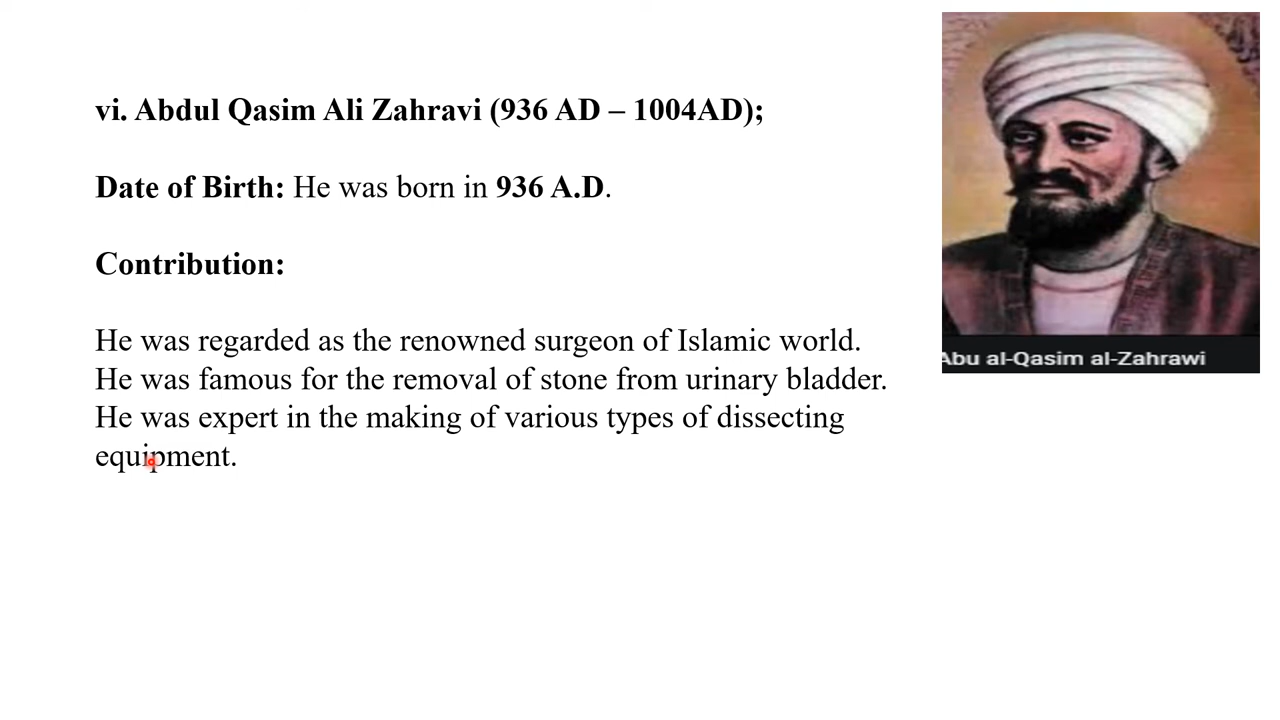 vi. Abdul Qasim Ali Zahravi (936 AD – 1004AD);
Date of Birth: He was born in 936 A.D.
Contribution:
He was regarded as the renowned surgeon of Islamic world.
He was famous for the removal of stone from urinary bladder.
He was expert in the making of various types of dissecting
equipment.
Abu al-Qasim al-Zahrawi